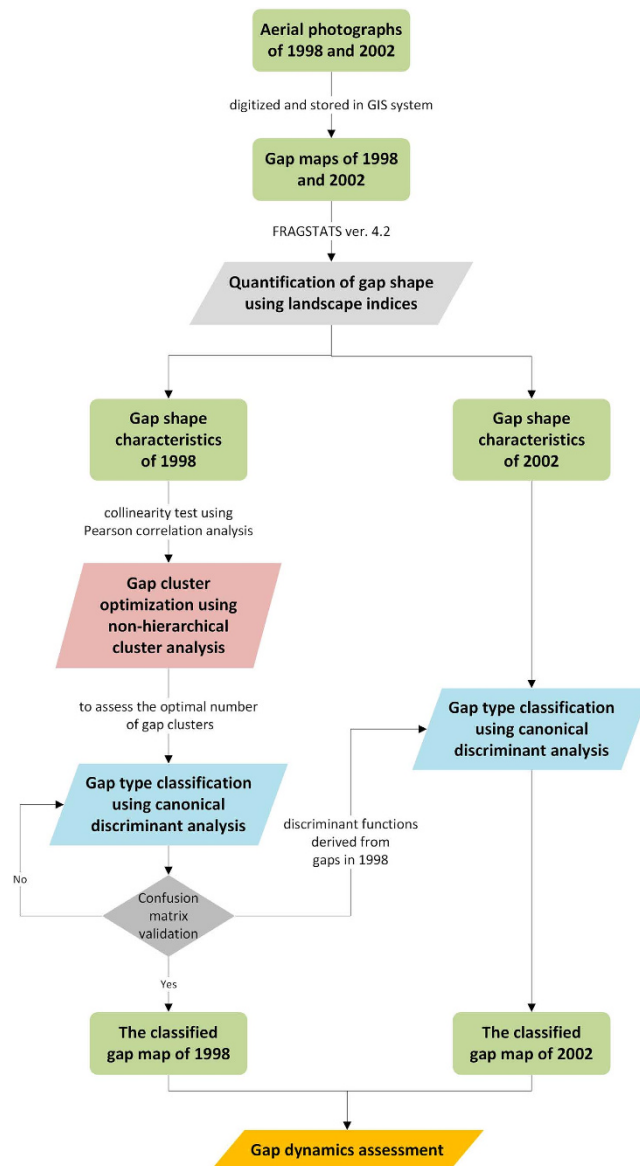 Aerial photographs
of 1998 and 2002
digitized and stored in GIS system
Gap maps of 1998
and 2002
FRAGSTATS ver. 4.2
Quantification of gap shape
using landscape indices
Gap shape
characteristics
of 1998
Gap shape
characteristics
of 2002
collinearity test using
Pearson correlation analysis
Gap cluster
optimization using
non-hierarchical
cluster analysis
to assess the optimal number
of gap clusters
Gap type classification
using canonical
discriminant analysis
Gap type classification
using canonical
discriminant analysis
discriminant functions
derived from
gaps in 1998
No
Confusion
matrix
validation
Yes
The classified
gap map of 1998
The classified
gap map of 2002
Gap dynamics assessment